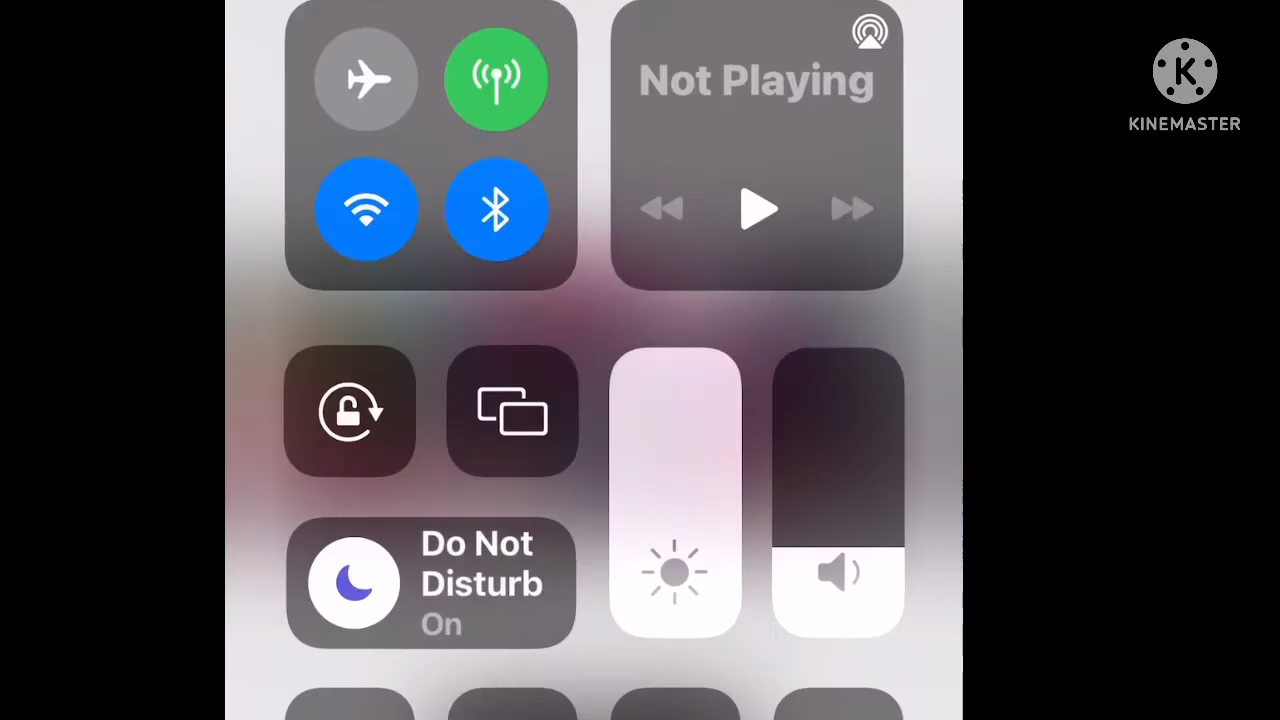 Not Playing
K
KINEMASTER
Do Not
Disturb
On